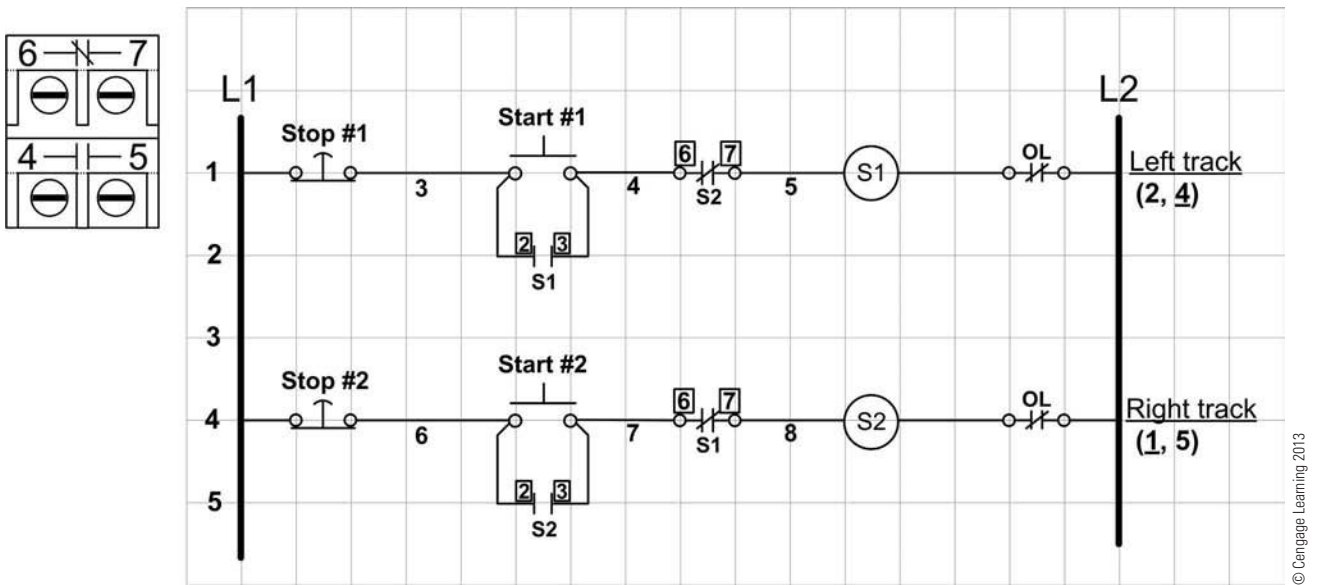 6 7
4 5
L1
L2
Stop #1
Start #1
1
3
4
6 7
S2
5
S1
OL
Left track
(2, 4)
2
2 3
S1
3
Stop #2
Start #2
4
6
7
6 7
S1
8
S2
OL
Right track
(1, 5)
5
2 3
S2
© Cengage Learning 2013